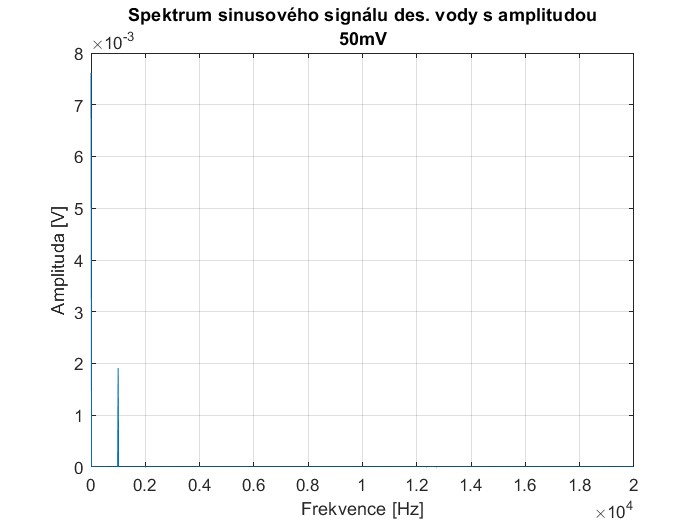 Spektrum sinusového signálu des. vody s amplitudou
50mV
×10-3
8
7
6
5
4
3
2
1
0
Amplituda [V]
0 0.2 0.4 0.6 0.8 1 1.2 1.4 1.6 1.8 2
Frekvence [Hz]
×104